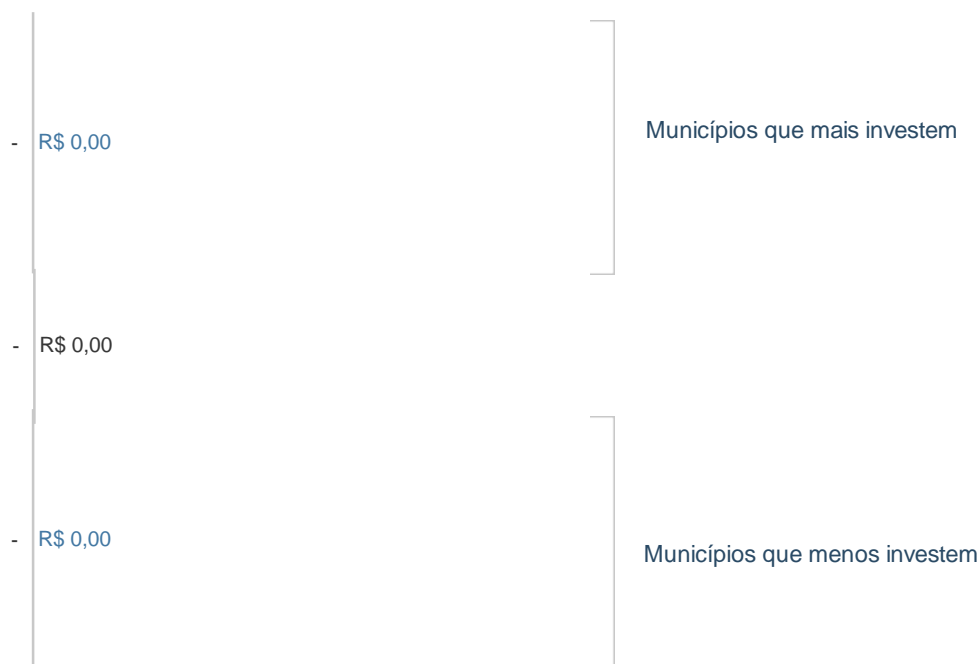 - R$ 0,00
Municípios que mais investem
- R$ 0,00
- R$ 0,00
Municípios que menos investem